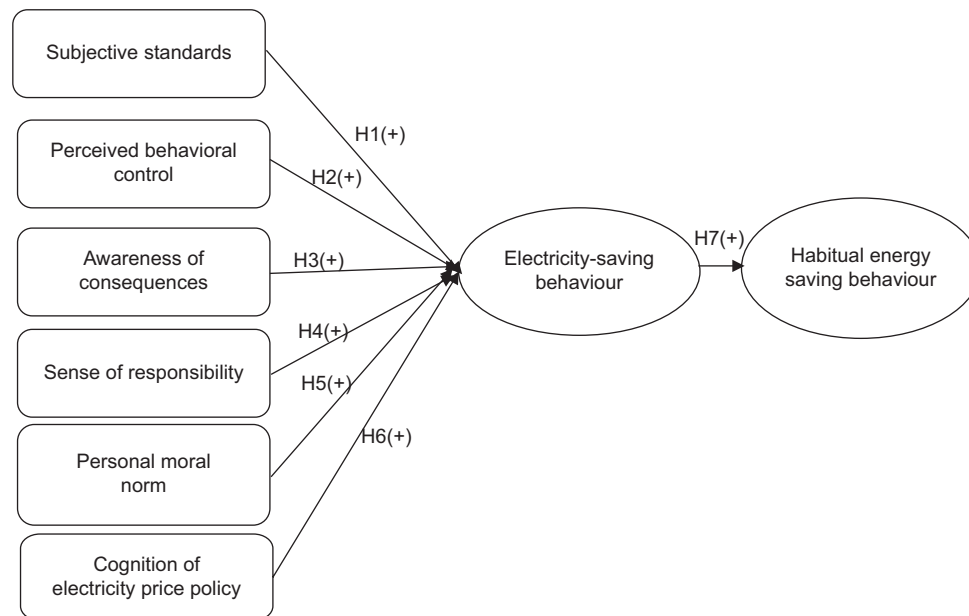 Subjective standards
H1(+)
Perceived behavioral
control
H2(+)
Awareness of
consequences
H3(+)
Electricity-saving
behaviour
H7(+)
Habitual energy
saving behaviour
Sense of responsibility
H4(+)
Personal moral
norm
H5(+)
Cognition of
electricity price policy
H6(+)